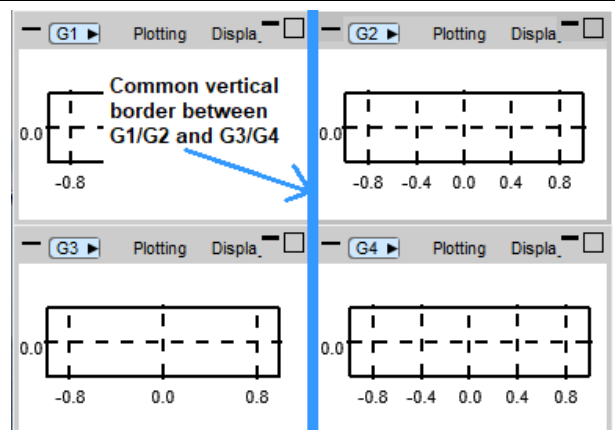 G1 Plotting Displa
G2 Plotting Displa
Common vertical
border between
G1/G2 and G3/G4
0.0
-0.8
0.0
-0.8 -0.4 0.0 0.4 0.8
G3 Plotting Displa
G4 Plotting Displa
0.0
-0.8 0.0 0.8
0.0
-0.8 -0.4 0.0 0.4 0.8